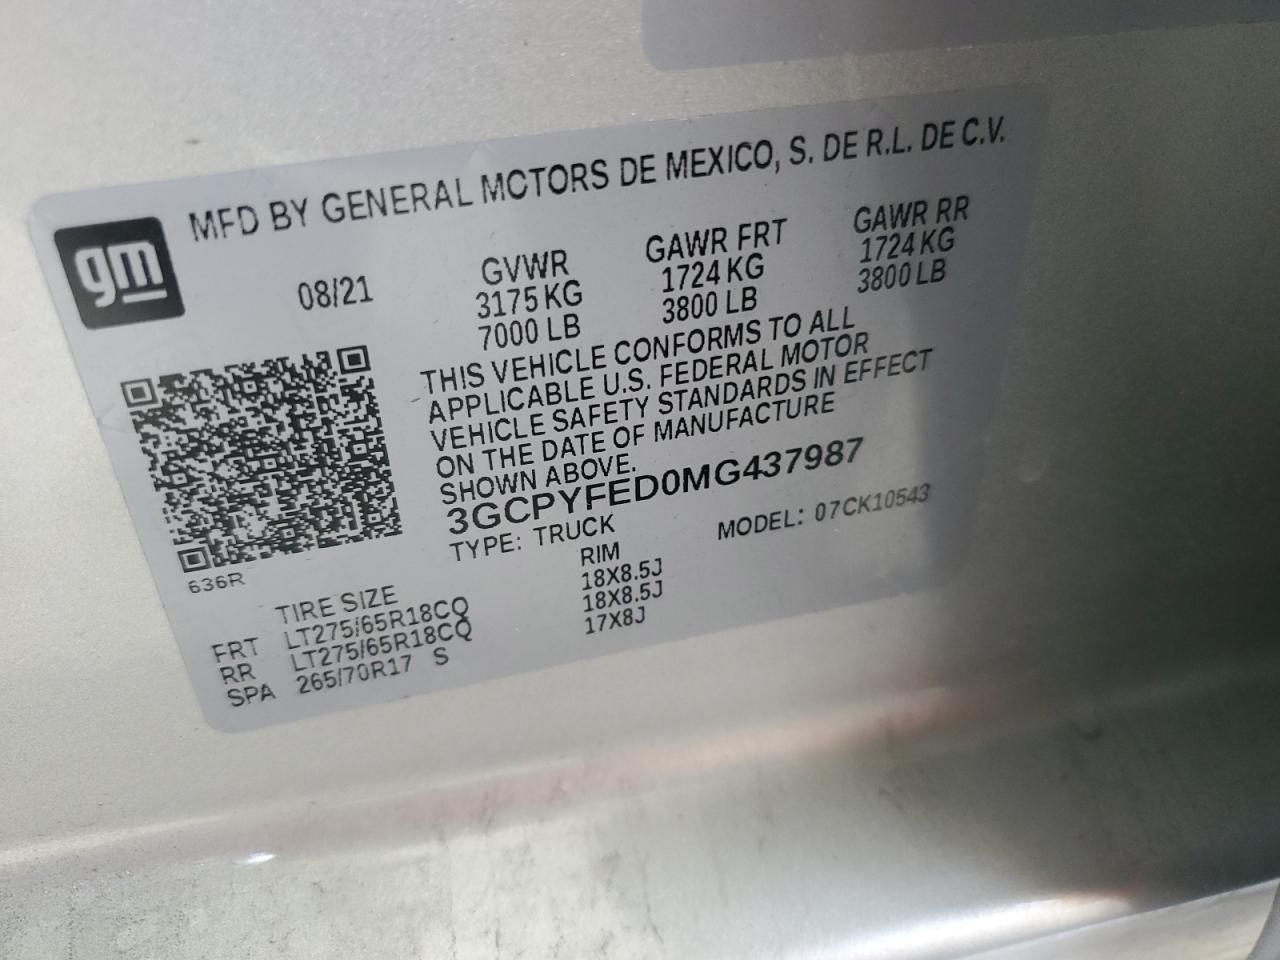 MFD BY GENERAL MOTORS DE MEXICO, S. DE R.L. DE C.V.
gm
08/21
GVWR GAWR FRT GAWR RR
3175 KG 1724 KG 1724 KG
7000 LB 3800 LB 3800 LB
THIS VEHICLE CONFORMS TO ALL
APPLICABLE U.S. FEDERAL MOTOR
VEHICLE SAFETY STANDARDS IN EFFECT
ON THE DATE OF MANUFACTURE
SHOWN ABOVE.
3GCPYFED0MG437987
TYPE: TRUCK MODEL: 07CK10543
636R
TIRE SIZE RIM
FRT LT275/65R18CQ 18X8.5J
RR LT275/65R18CQ 18X8.5J
SPA 265/70R17 S 17X8J